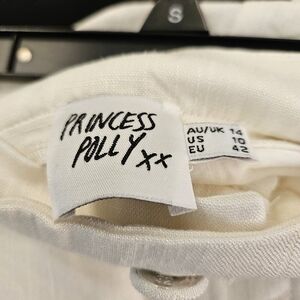 S
PRINCESS
POLLY xx
AU/UK 14
US 10
EU 42